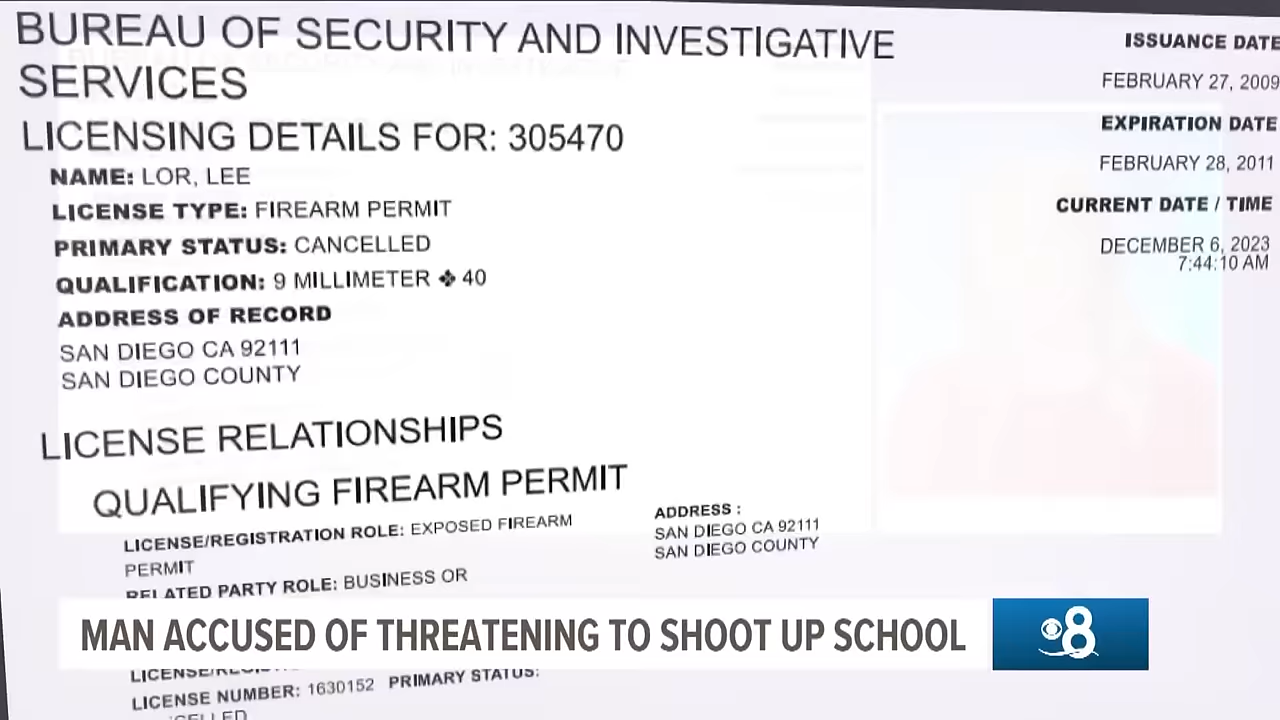 BUREAU OF SECURITY AND INVESTIGATIVE
SERVICES
LICENSING DETAILS FOR: 305470
NAME: LOR, LEE
LICENSE TYPE: FIREARM PERMIT
PRIMARY STATUS: CANCELLED
QUALIFICATION: 9 MILLIMETER ❖ 40
ADDRESS OF RECORD
SAN DIEGO CA 92111
SAN DIEGO COUNTY
ISSUANCE DATE
FEBRUARY 27, 2009
EXPIRATION DATE
FEBRUARY 28, 2011
CURRENT DATE / TIME
DECEMBER 6, 2023
7:44:10 AM
LICENSE RELATIONSHIPS
QUALIFYING FIREARM PERMIT
LICENSE/REGISTRATION ROLE: EXPOSED FIREARM
PERMIT
RELATED PARTY ROLE: BUSINESS OR
ADDRESS :
SAN DIEGO CA 92111
SAN DIEGO COUNTY
MAN ACCUSED OF THREATENING TO SHOOT UP SCHOOL
8
LICENSE NUMBER: 1630152 PRIMARY STATUS: